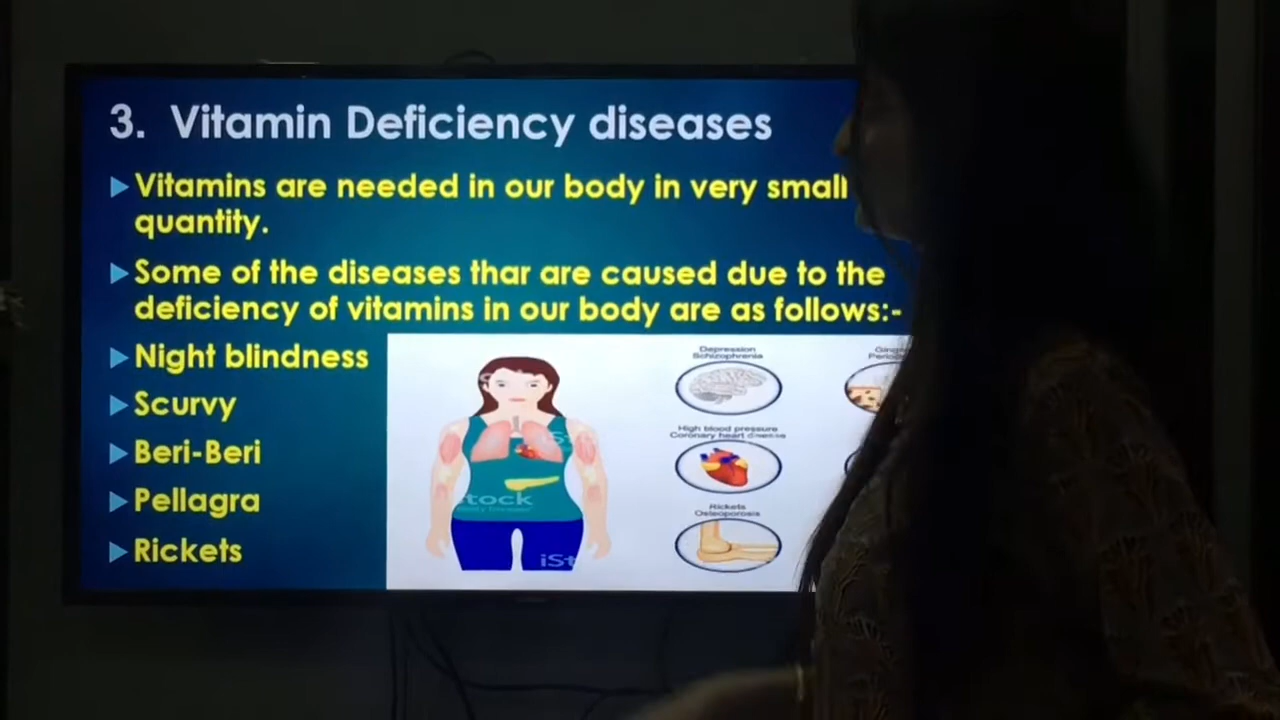 3. Vitamin Deficiency diseases
Vitamins are needed in our body in very small
quantity.
Some of the diseases thar are caused due to the
deficiency of vitamins in our body are as follows:-
Night blindness
Scurvy
Beri-Beri
Pellagra
Rickets
Depression
Schizophrenia
High blood pressure
Coronary heart disease
Rickets
Osteoporosis
tock
iSt